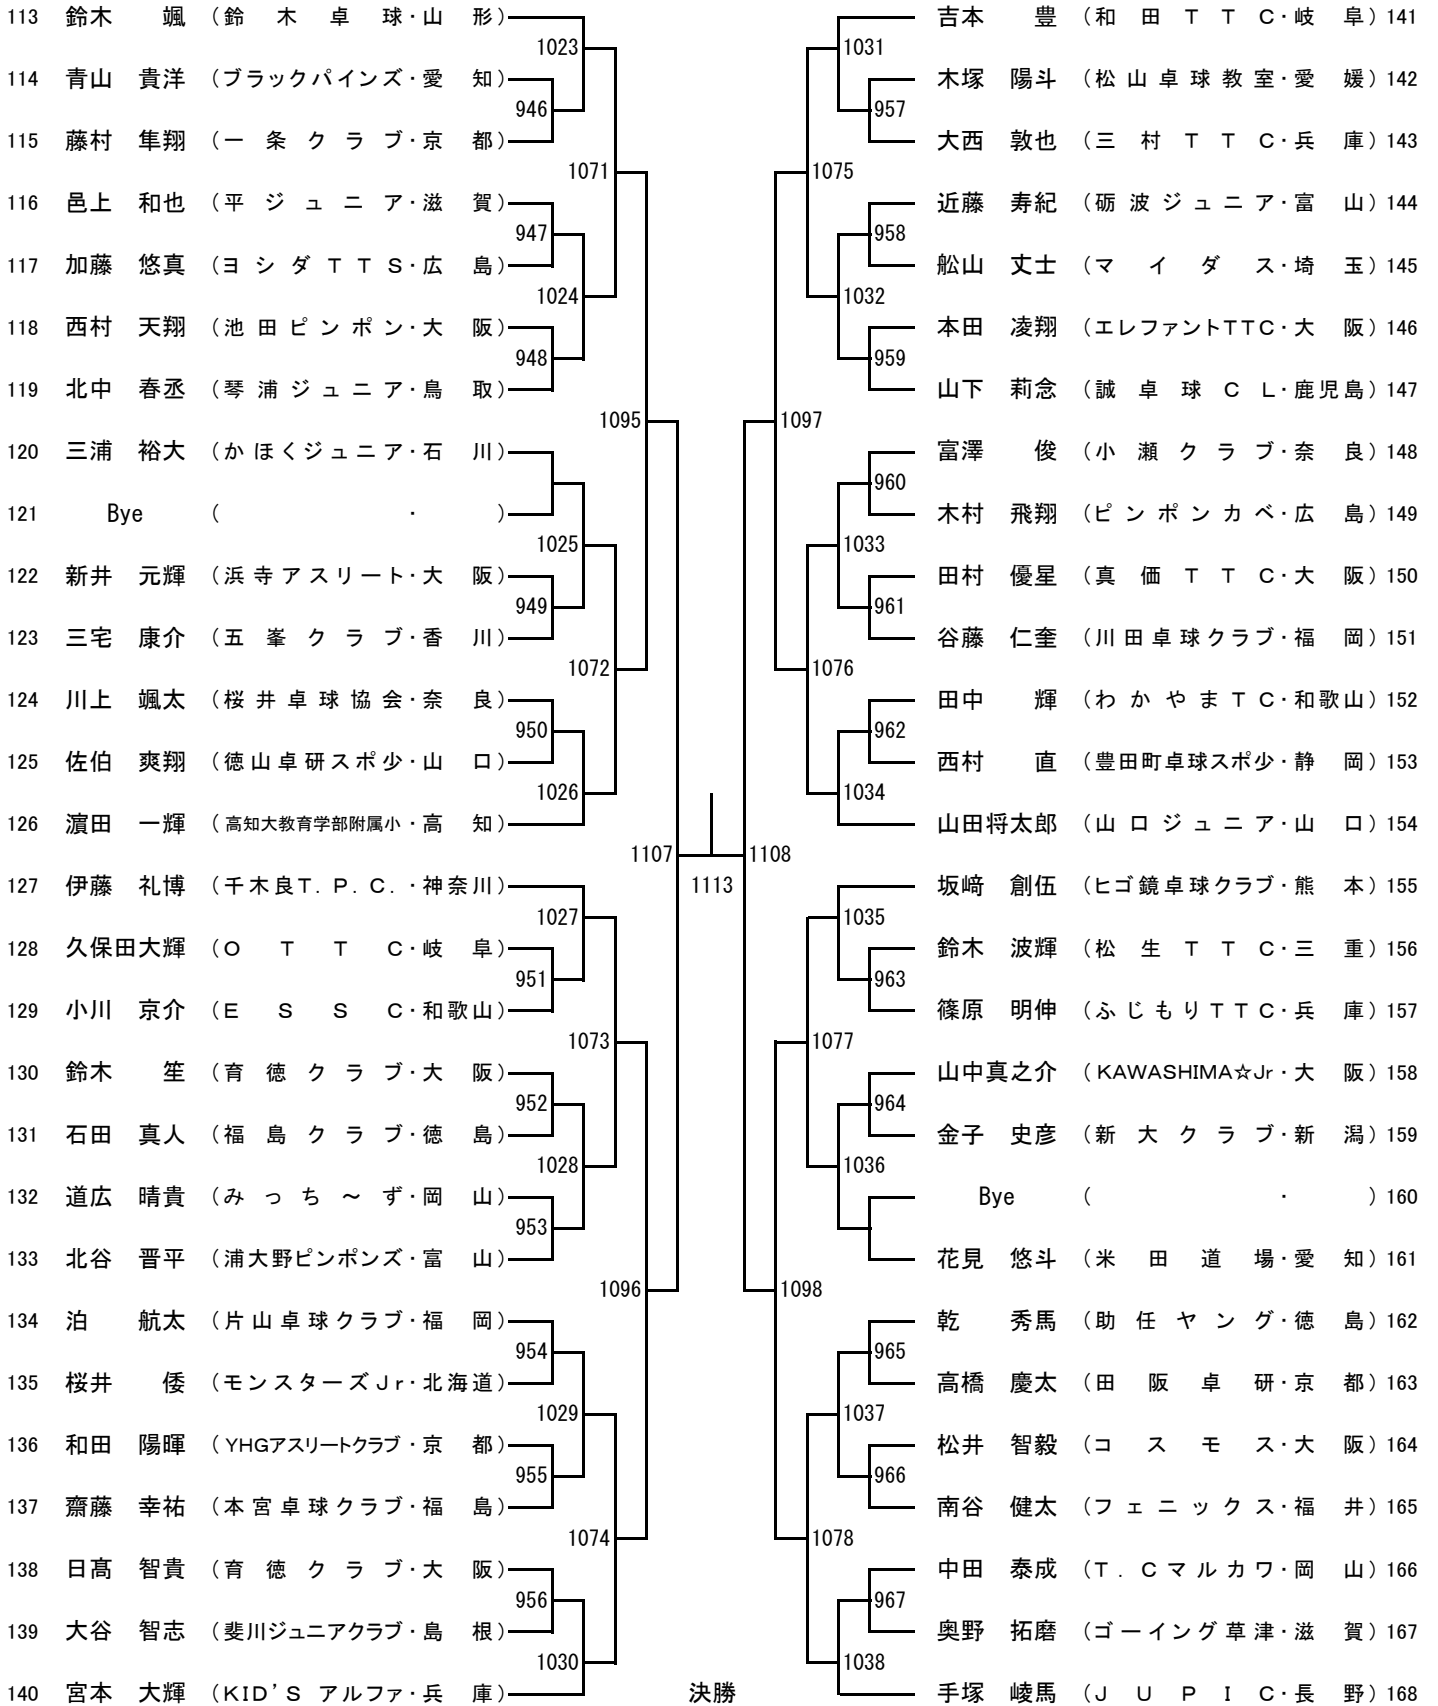 113 鈴木 颯 (鈴木卓球・山形)
1023
114 青山 貴洋 (ブラックパインズ・愛知)
946
115 藤村 隼翔 (一条クラブ・京都)
1071
116 邑上 和也 (平ジュニア・滋賀)
947
117 加藤 悠真 (ヨシダTTS・広島)
1024
118 西村 天翔 (池田ピンポン・大阪)
948
119 北中 春丞 (琴浦ジュニア・鳥取)
1095
120 三浦 裕大 (かほくジュニア・石川)
121 Bye ( ・ )
1025
122 新井 元輝 (浜寺アスリート・大阪)
949
123 三宅 康介 (五峯クラブ・香川)
1072
124 川上 颯太 (桜井卓球協会・奈良)
950
125 佐伯 爽翔 (徳山卓研スポ少・山口)
1026
126 濵田 一輝 (高知大教育学部附属小・高知)
1107
127 伊藤 礼博 (千木良T.P.C.・神奈川)
1027
128 久保田大輝 (OTTC・岐阜)
951
129 小川 京介 (ESSC・和歌山)
1073
130 鈴木 笙 (育徳クラブ・大阪)
952
131 石田 真人 (福島クラブ・徳島)
1028
132 道広 晴貴 (みっち～ず・岡山)
953
133 北谷 晋平 (浦大野ピンポンズ・富山)
1096
134 泊 航太 (片山卓球クラブ・福岡)
954
135 桜井 倭 (モンスターズJr・北海道)
1029
136 和田 陽暉 (YHGアスリートクラブ・京都)
955
137 齋藤 幸祐 (本宮卓球クラブ・福島)
1074
138 日髙 智貴 (育徳クラブ・大阪)
956
139 大谷 智志 (斐川ジュニアクラブ・島根)
1030
140 宮本 大輝 (KID'S アルファ・兵庫)
1113
決勝
吉本 豊 (和田TTC・岐阜) 141
1031
木塚 陽斗 (松山卓球教室・愛媛) 142
957
大西 敦也 (三村TTC・兵庫) 143
1075
近藤 寿紀 (砺波ジュニア・富山) 144
958
舩山 丈士 (マイダス・埼玉) 145
1032
本田 凌翔 (エレファントTTC・大阪) 146
959
山下 莉念 (誠卓球CL・鹿児島) 147
1097
富澤 俊 (小瀬クラブ・奈良) 148
960
木村 飛翔 (ピンポンカベ・広島) 149
1033
田村 優星 (真価TTC・大阪) 150
961
谷藤 仁奎 (川田卓球クラブ・福岡) 151
1076
田中 輝 (わかやまTC・和歌山) 152
962
西村 直 (豊田町卓球スポ少・静岡) 153
1034
山田将太郎 (山口ジュニア・山口) 154
1108
坂﨑 創伍 (ヒゴ鏡卓球クラブ・熊本) 155
1035
鈴木 波輝 (松生TTC・三重) 156
963
篠原 明伸 (ふじもりTTC・兵庫) 157
1077
山中真之介 (KAWASHIMA☆Jr・大阪) 158
964
金子 史彦 (新大クラブ・新潟) 159
1036
Bye ( ・ ) 160
花見 悠斗 (米田道場・愛知) 161
1098
乾 秀馬 (助任ヤング・徳島) 162
965
高橋 慶太 (田阪卓研・京都) 163
1037
松井 智毅 (コスモス・大阪) 164
966
南谷 健太 (フェニックス・福井) 165
1078
中田 泰成 (T.Cマルカワ・岡山) 166
967
奥野 拓磨 (ゴーイング草津・滋賀) 167
1038
手塚 崚馬 (JUPIC・長野) 168